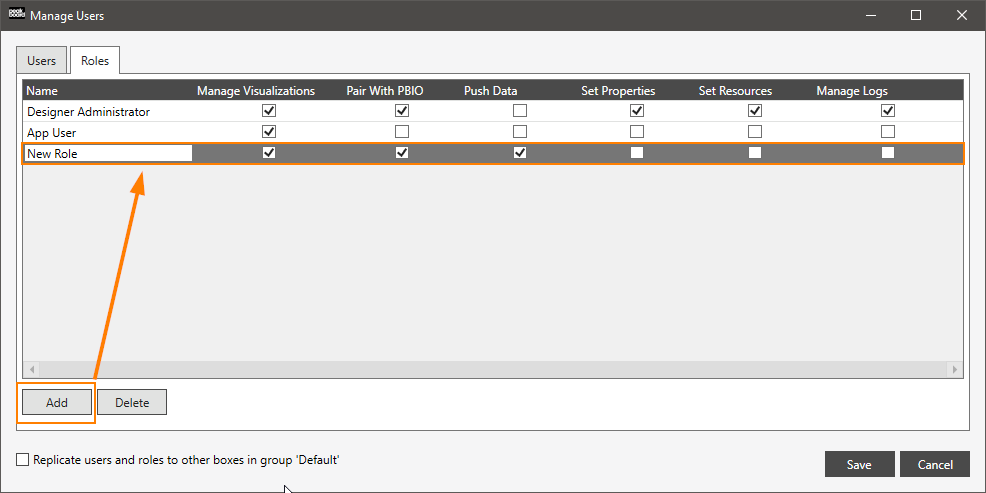 peak board Manage Users
Users Roles
Name Manage Visualizations Pair With PBIO Push Data Set Properties Set Resources Manage Logs
Designer Administrator
App User
New Role
Add Delete
Replicate users and roles to other boxes in group 'Default'
Save Cancel